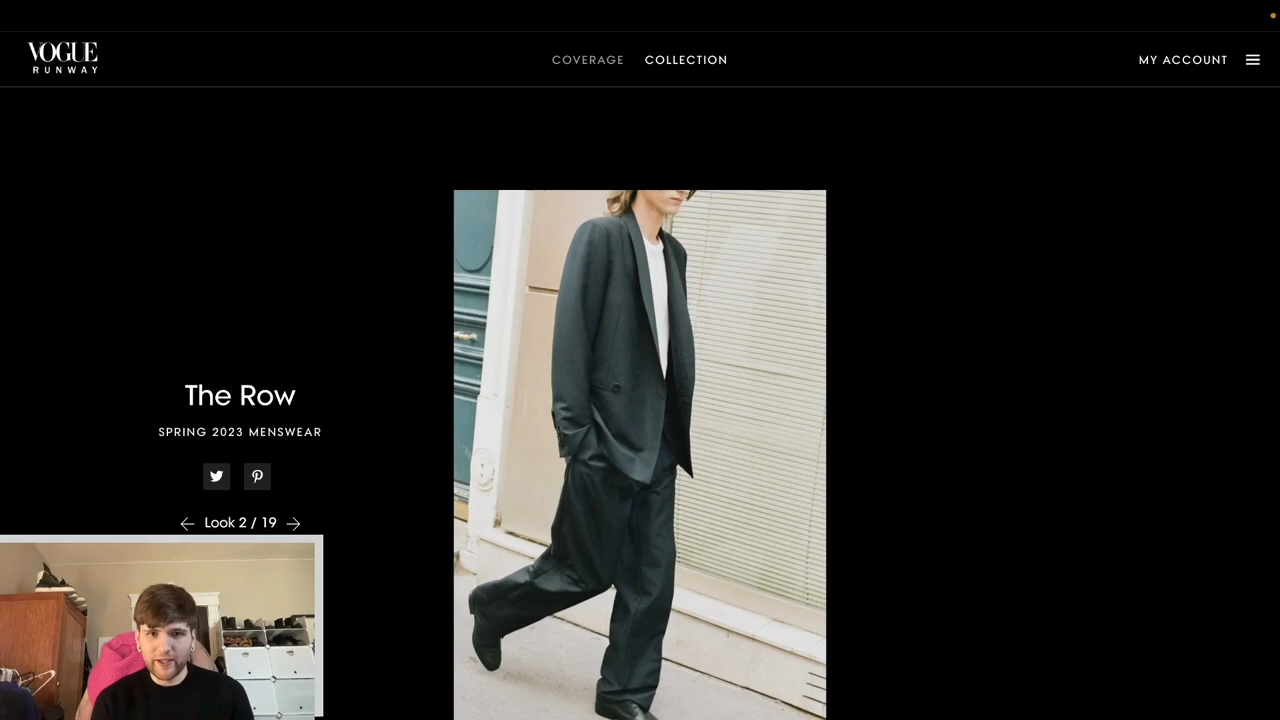 VOGUE
RUNWAY
COVERAGE COLLECTION
MY ACCOUNT
The Row
SPRING 2023 MENSWEAR
Look 2 / 19